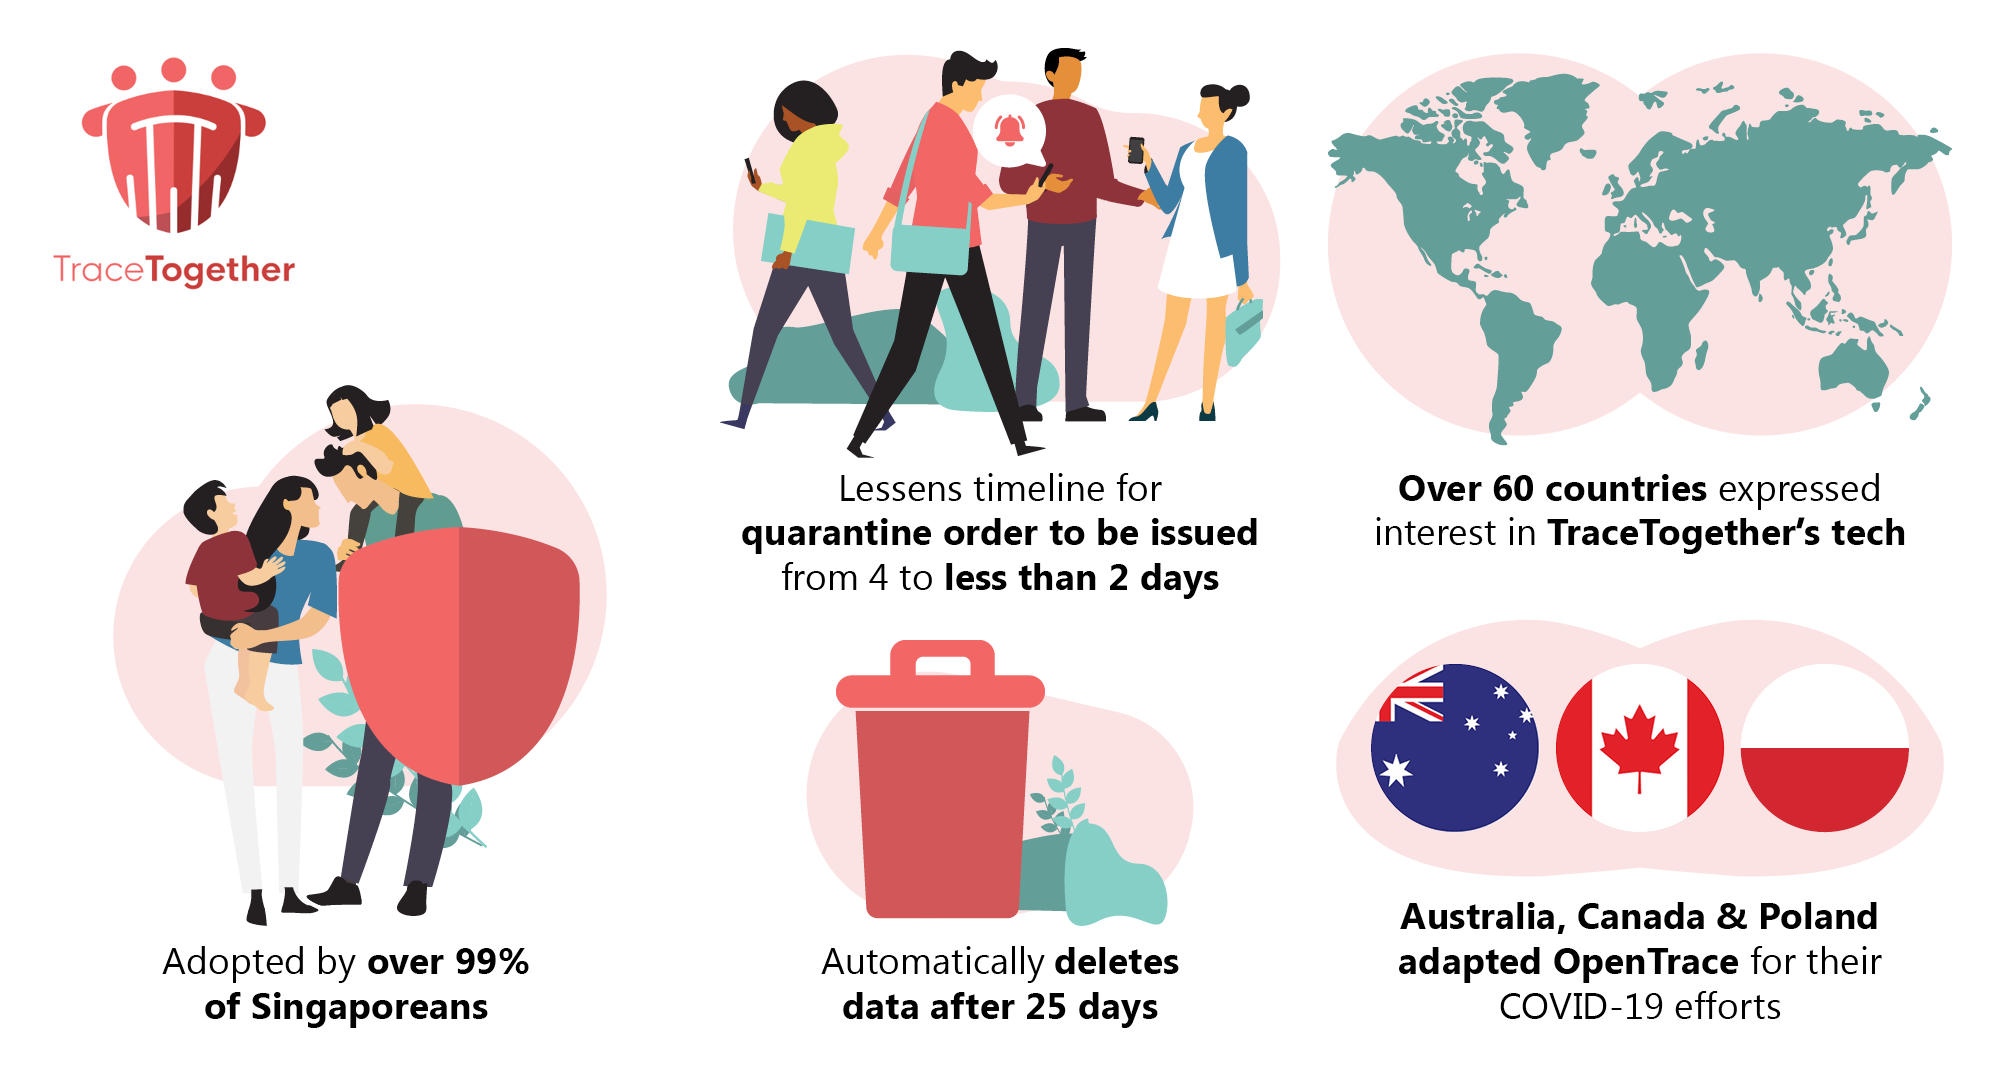 TraceTogether
Adopted by over 99%
of Singaporeans
Lessens timeline for
quarantine order to be issued
from 4 to less than 2 days
Automatically deletes
data after 25 days
Over 60 countries expressed
interest in TraceTogether's tech
Australia, Canada & Poland
adapted OpenTrace for their
COVID-19 efforts